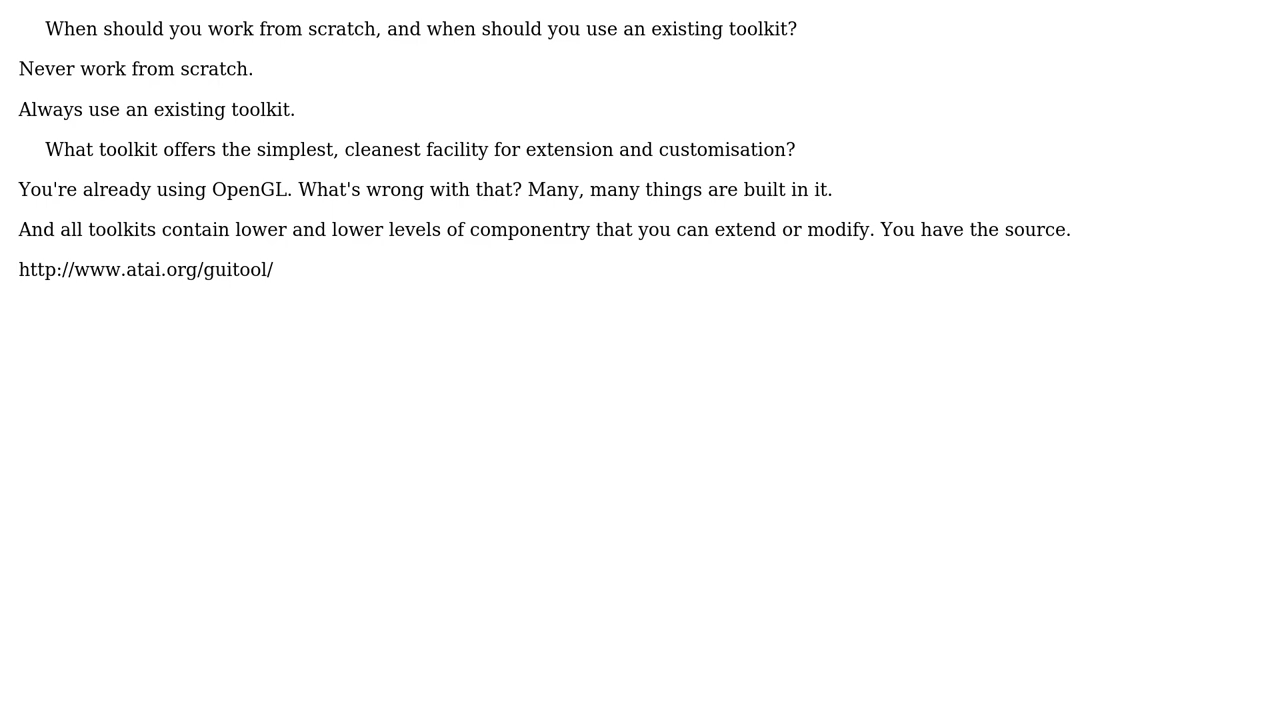 When should you work from scratch, and when should you use an existing toolkit?
Never work from scratch.
Always use an existing toolkit.
What toolkit offers the simplest, cleanest facility for extension and customisation?
You're already using OpenGL. What's wrong with that? Many, many things are built in it.
And all toolkits contain lower and lower levels of componentry that you can extend or modify. You have the source.
http://www.atai.org/guitool/